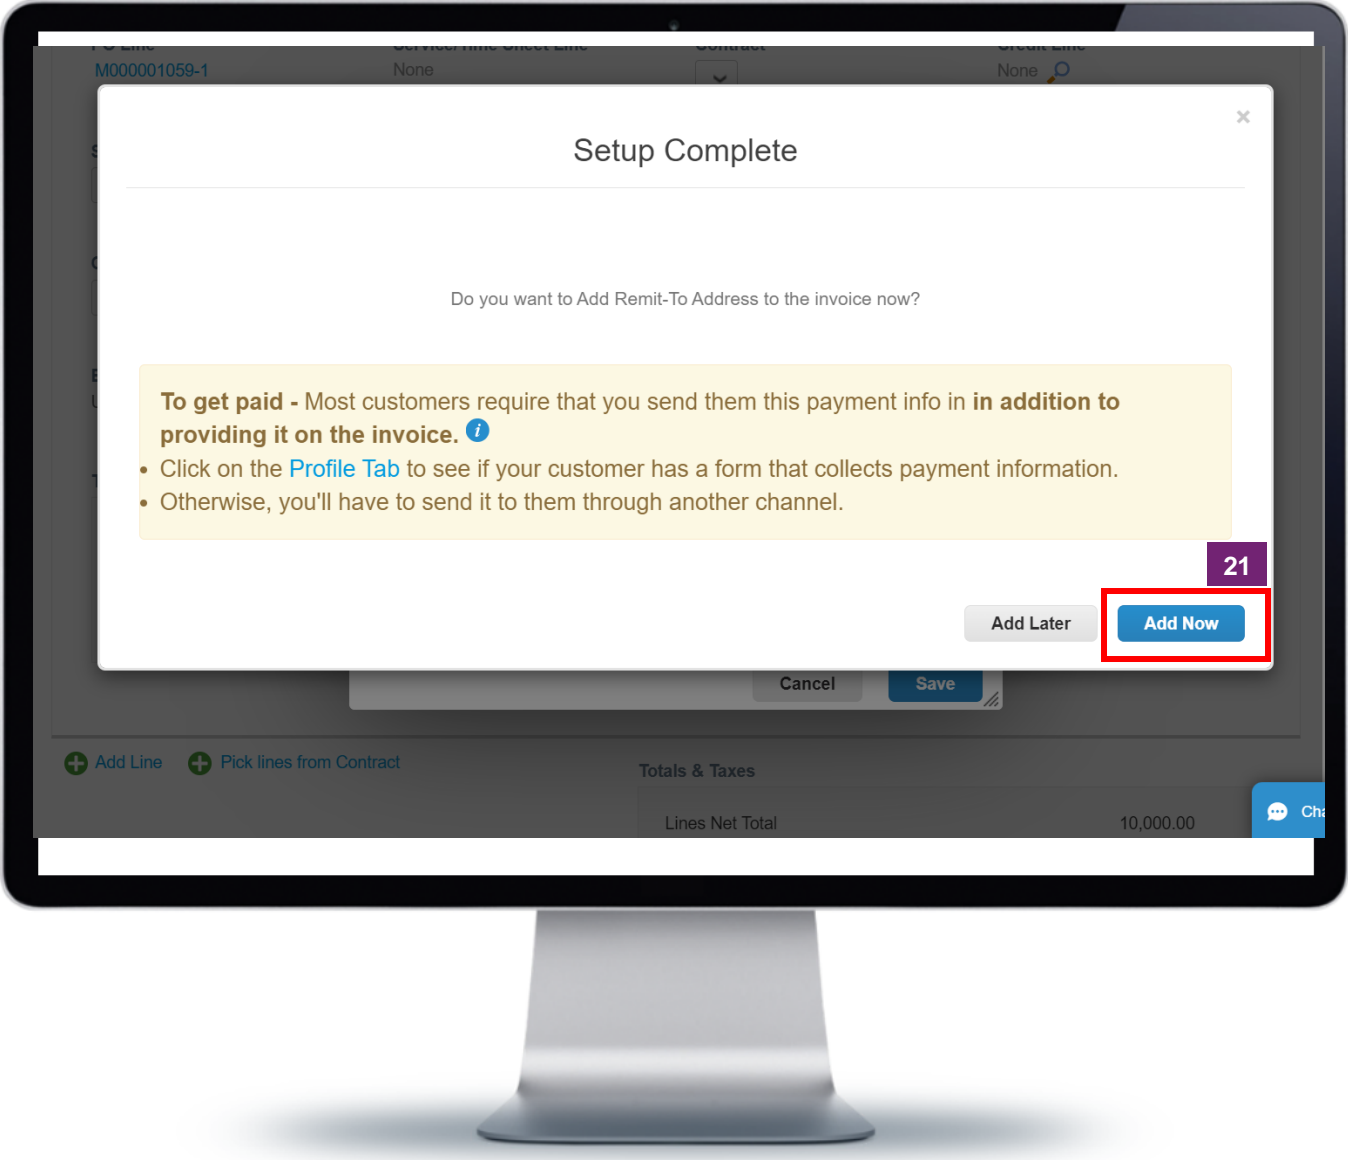 M000001059-1
None
None
×
Setup Complete
Do you want to Add Remit-To Address to the invoice now?
To get paid - Most customers require that you send them this payment info in in addition to
providing it on the invoice. i
• Click on the Profile Tab to see if your customer has a form that collects payment information.
• Otherwise, you'll have to send it to them through another channel.
21
Add Later
Add Now
Cancel
Save
Add Line
Pick lines from Contract
Totals & Taxes
Lines Net Total
10,000.00